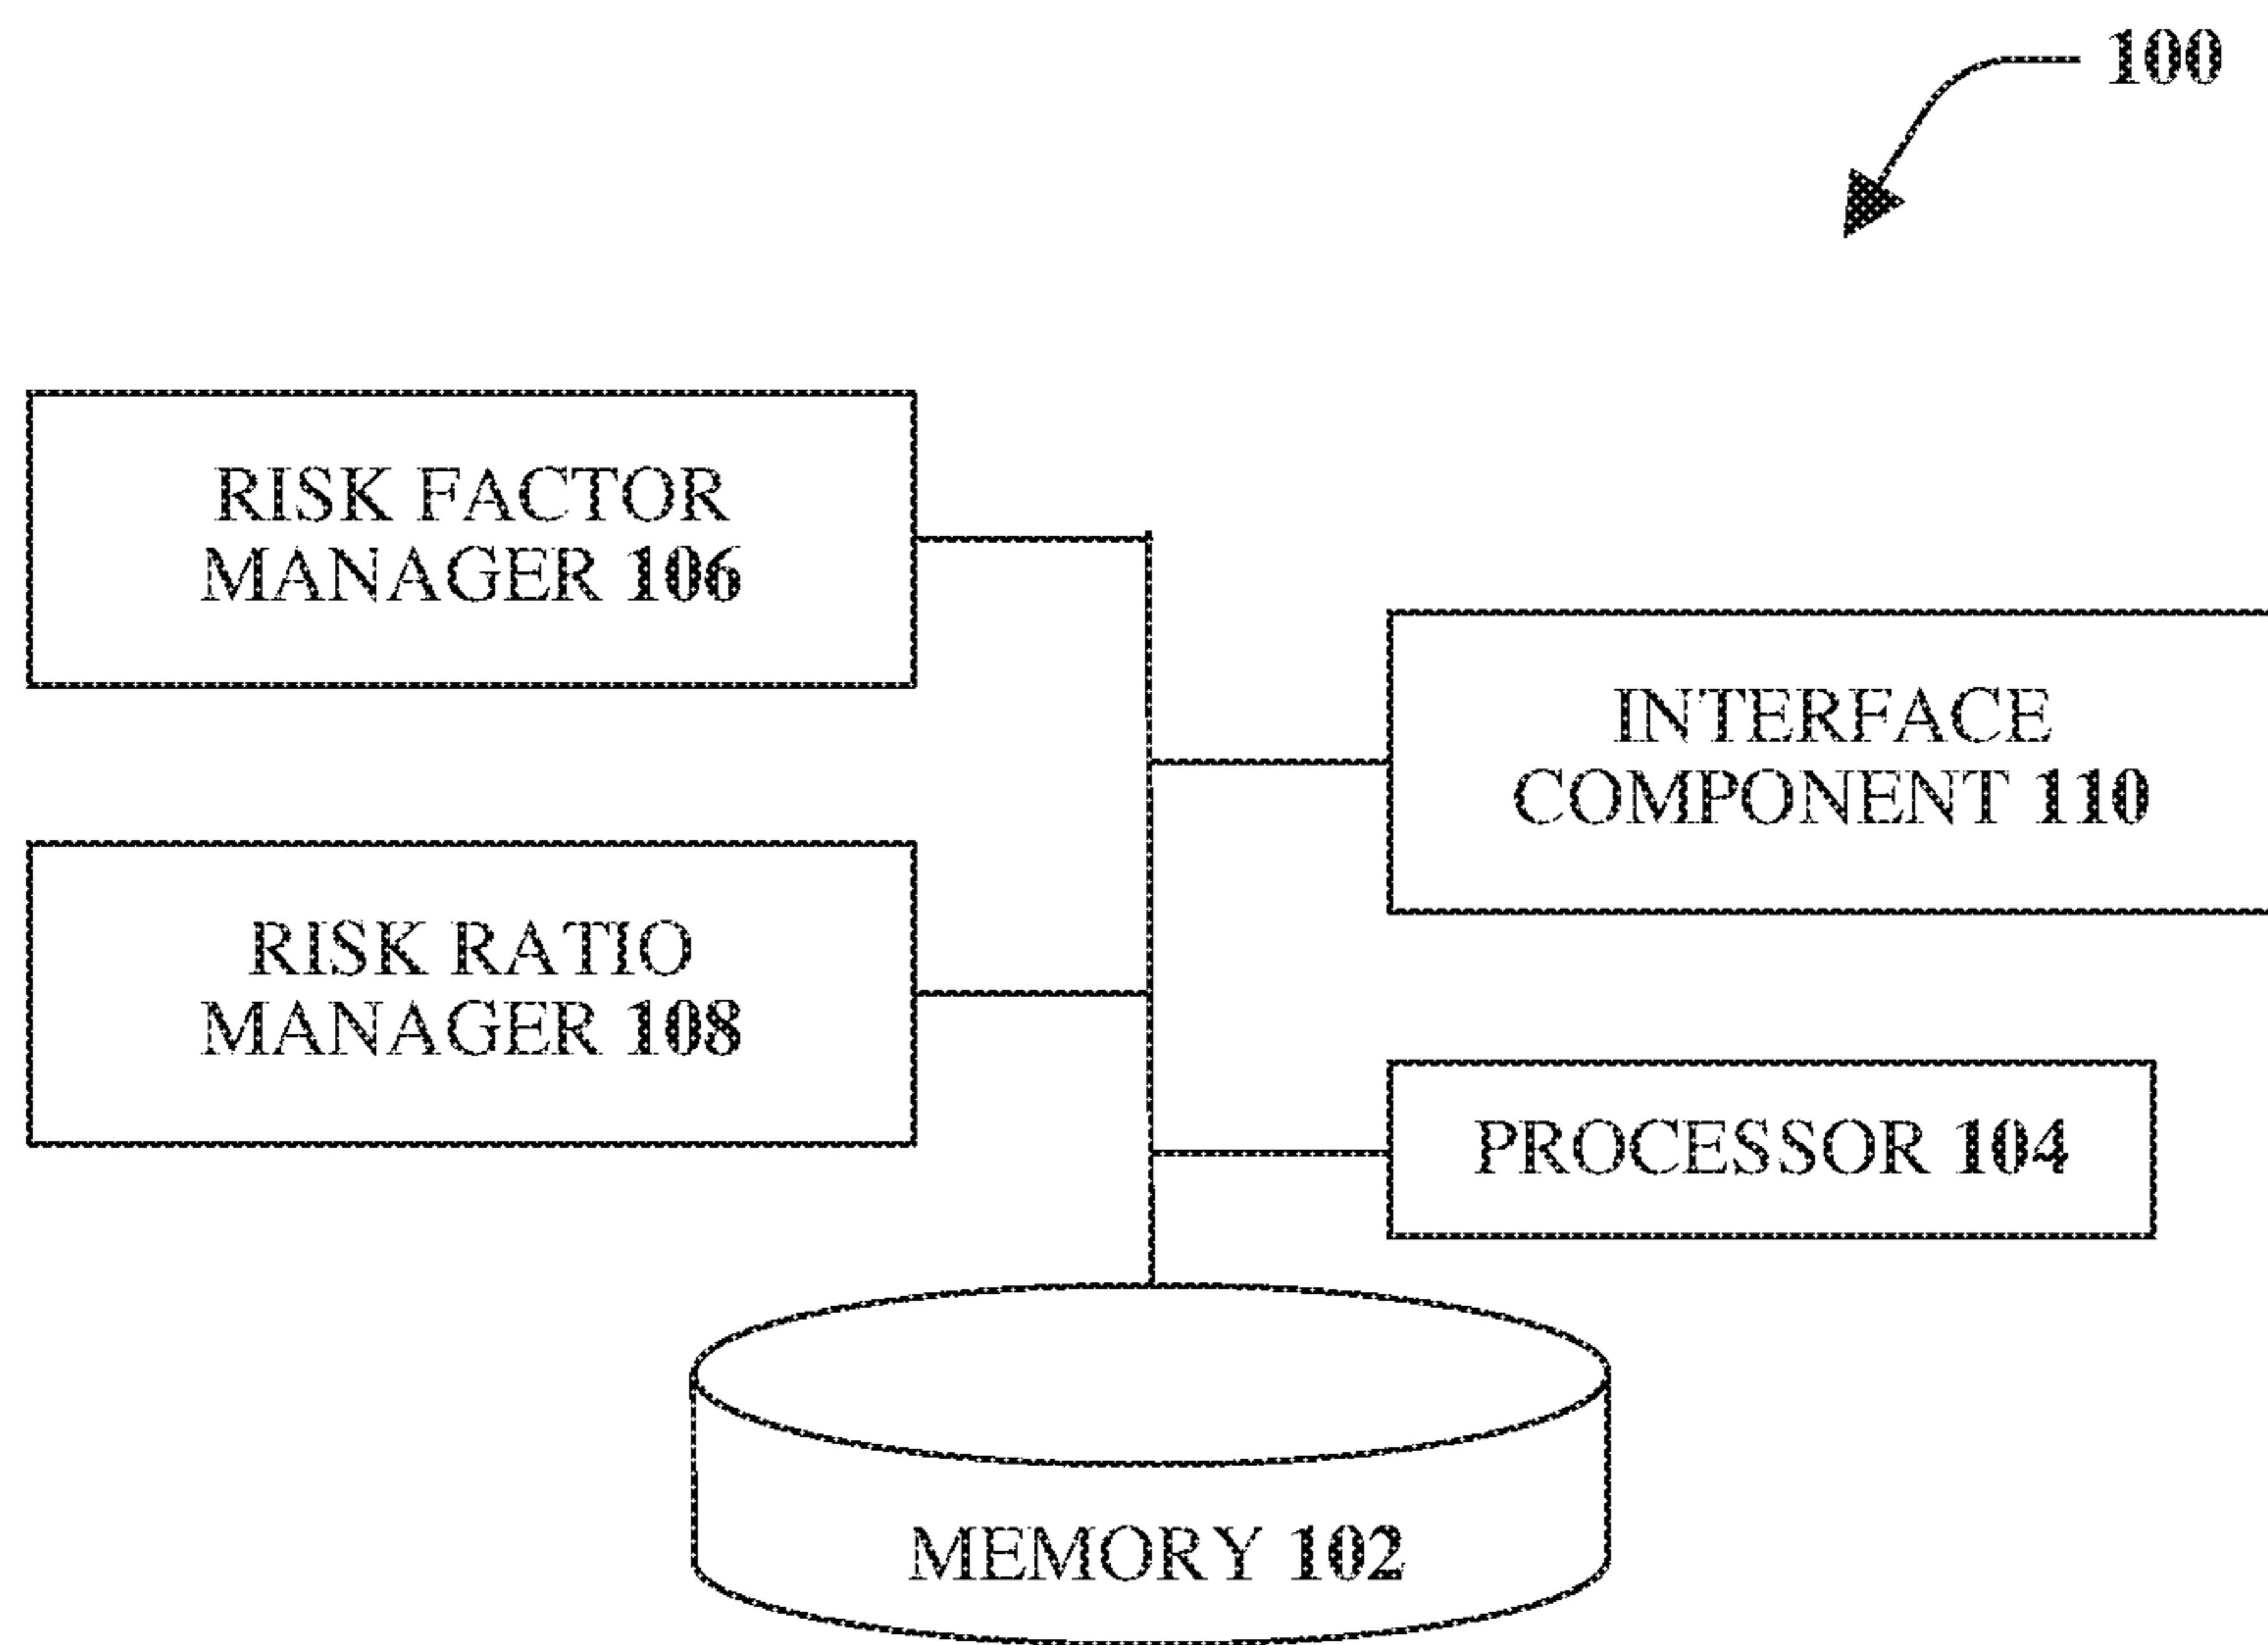 100
RISK FACTOR
MANAGER 106
INTERFACE
COMPONENT 110
RISK RATIO
MANAGER 108
PROCESSOR 104
MEMORY 102